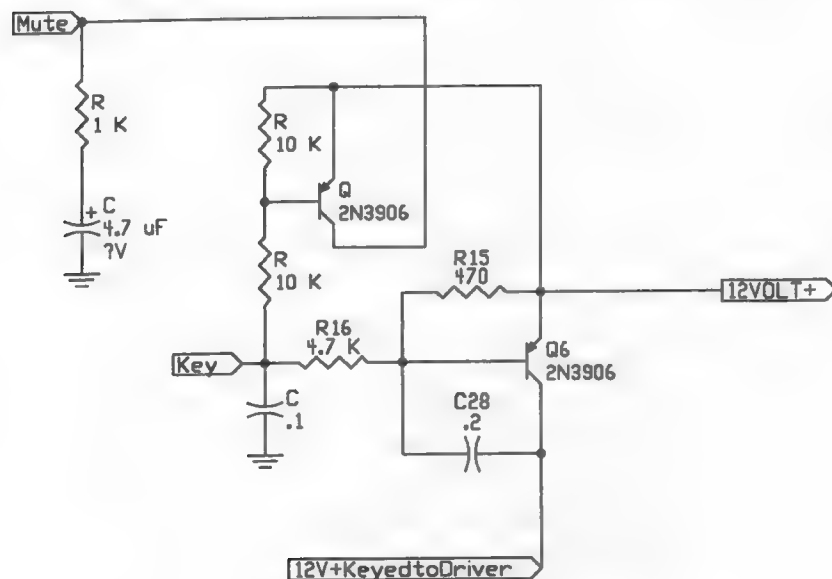 Mute
R
1 K
+
C
4.7 uF
?V
R
10 K
Q
2N3906
R
10 K
R15
470
12VOLT+
Key
R16
4.7 K
Q6
2N3906
C
.1
C28
.2
12V+KeyedtoDriver